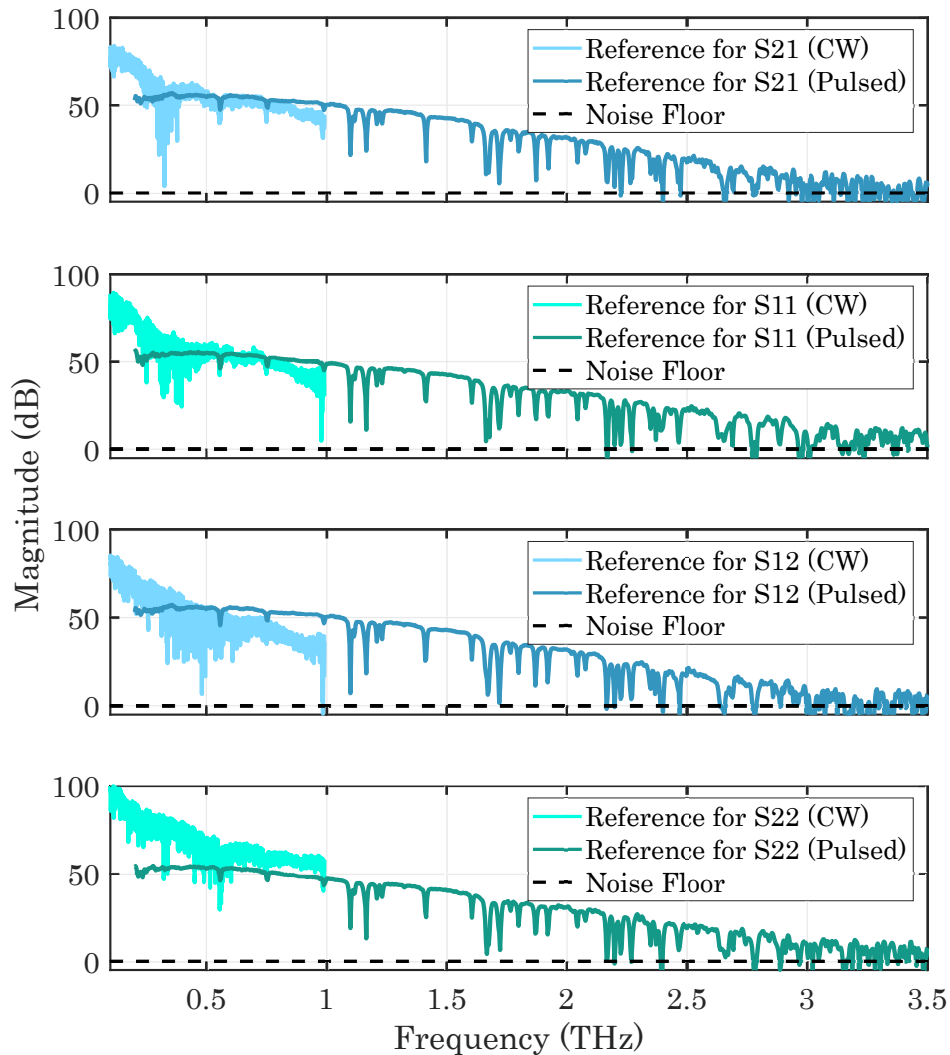 100
50
0
Reference for S21 (CW)
Reference for S21 (Pulsed)
Noise Floor
100
50
0
Reference for S11 (CW)
Reference for S11 (Pulsed)
Noise Floor
Magnitude (dB)
100
50
0
Reference for S12 (CW)
Reference for S12 (Pulsed)
Noise Floor
100
50
0
Reference for S22 (CW)
Reference for S22 (Pulsed)
Noise Floor
0.5 1 1.5 2 2.5 3 3.5
Frequency (THz)